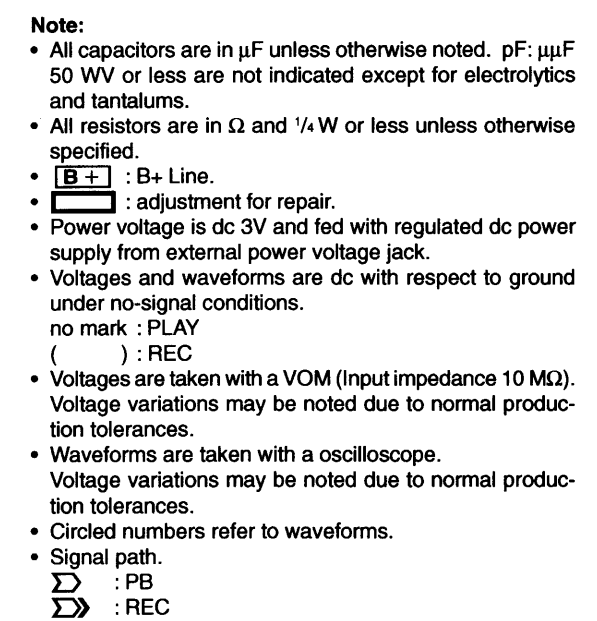 Note:
• All capacitors are in µF unless otherwise noted. pF: µµF
50 WV or less are not indicated except for electrolytics
and tantalums.
• All resistors are in Ω and 1/4 W or less unless otherwise
specified.
• B + : B+ Line.
• : adjustment for repair.
• Power voltage is dc 3V and fed with regulated dc power
supply from external power voltage jack.
• Voltages and waveforms are dc with respect to ground
under no-signal conditions.
no mark : PLAY
( ) : REC
• Voltages are taken with a VOM (Input impedance 10 MΩ).
Voltage variations may be noted due to normal produc-
tion tolerances.
• Waveforms are taken with a oscilloscope.
Voltage variations may be noted due to normal produc-
tion tolerances.
• Circled numbers refer to waveforms.
• Signal path.
: PB
: REC